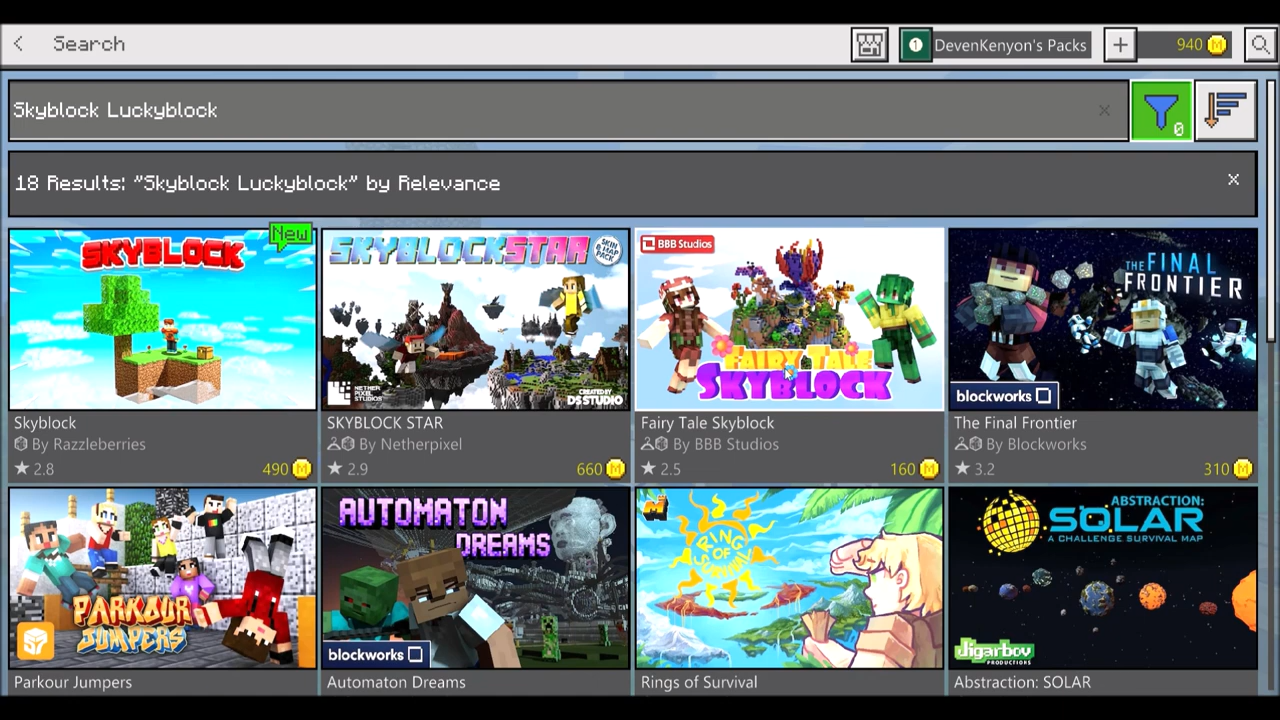 Search
1
DevenKenyon's Packs
940
Skyblock Luckyblock
0
18 Results: "Skyblock Luckyblock" by Relevance
New
SKYBLOCK
Skyblock
By Razzleberries
2.8
490
SKYBLOCKSTAR
SKIN & MAP PACK
NETHER PIXEL STUDIOS
CREATED BY
DS STUDIO
SKYBLOCK STAR
By Netherpixel
2.9
660
BBB Studios
FAIRY TALE
SKYBLOCK
Fairy Tale Skyblock
By BBB Studios
2.5
160
THE FINAL
FRONTIER
blockworks
The Final Frontier
By Blockworks
3.2
310
PARKOUR
JUMPERS
Parkour Jumpers
AUTOMATON
DREAMS
blockworks
Automaton Dreams
RING
OF
SURVIVAL
Rings of Survival
ABSTRACTION:
SOLAR
A CHALLENGE SURVIVAL MAP
Jigarbov
PRODUCTIONS
Abstraction: SOLAR